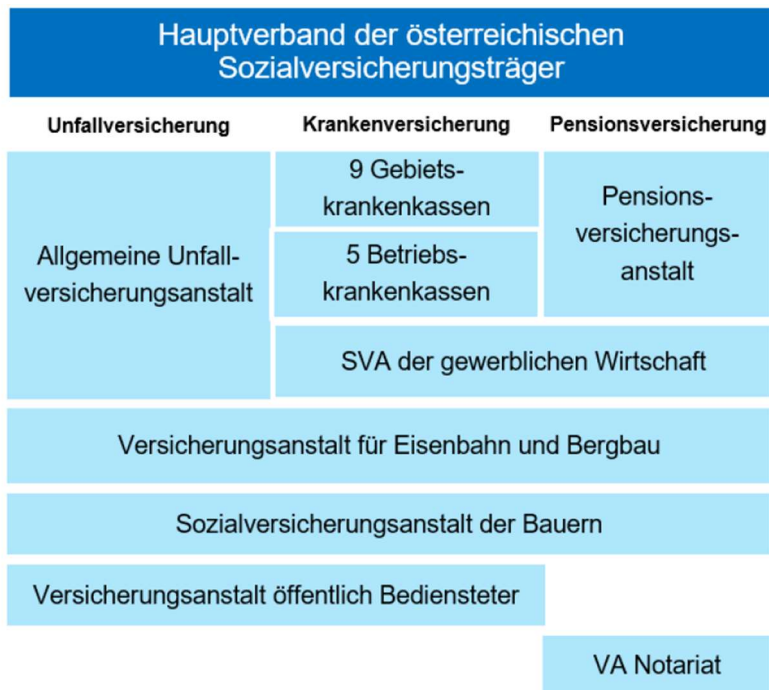 Hauptverband der österreichischen
Sozialversicherungsträger
Unfallversicherung
Krankenversicherung
Pensionsversicherung
Allgemeine Unfall-
versicherungsanstalt
9 Gebiets-
krankenkassen
5 Betriebs-
krankenkassen
Pensions-
versicherungs-
anstalt
SVA der gewerblichen Wirtschaft
Versicherungsanstalt für Eisenbahn und Bergbau
Sozialversicherungsanstalt der Bauern
Versicherungsanstalt öffentlich Bediensteter
VA Notariat